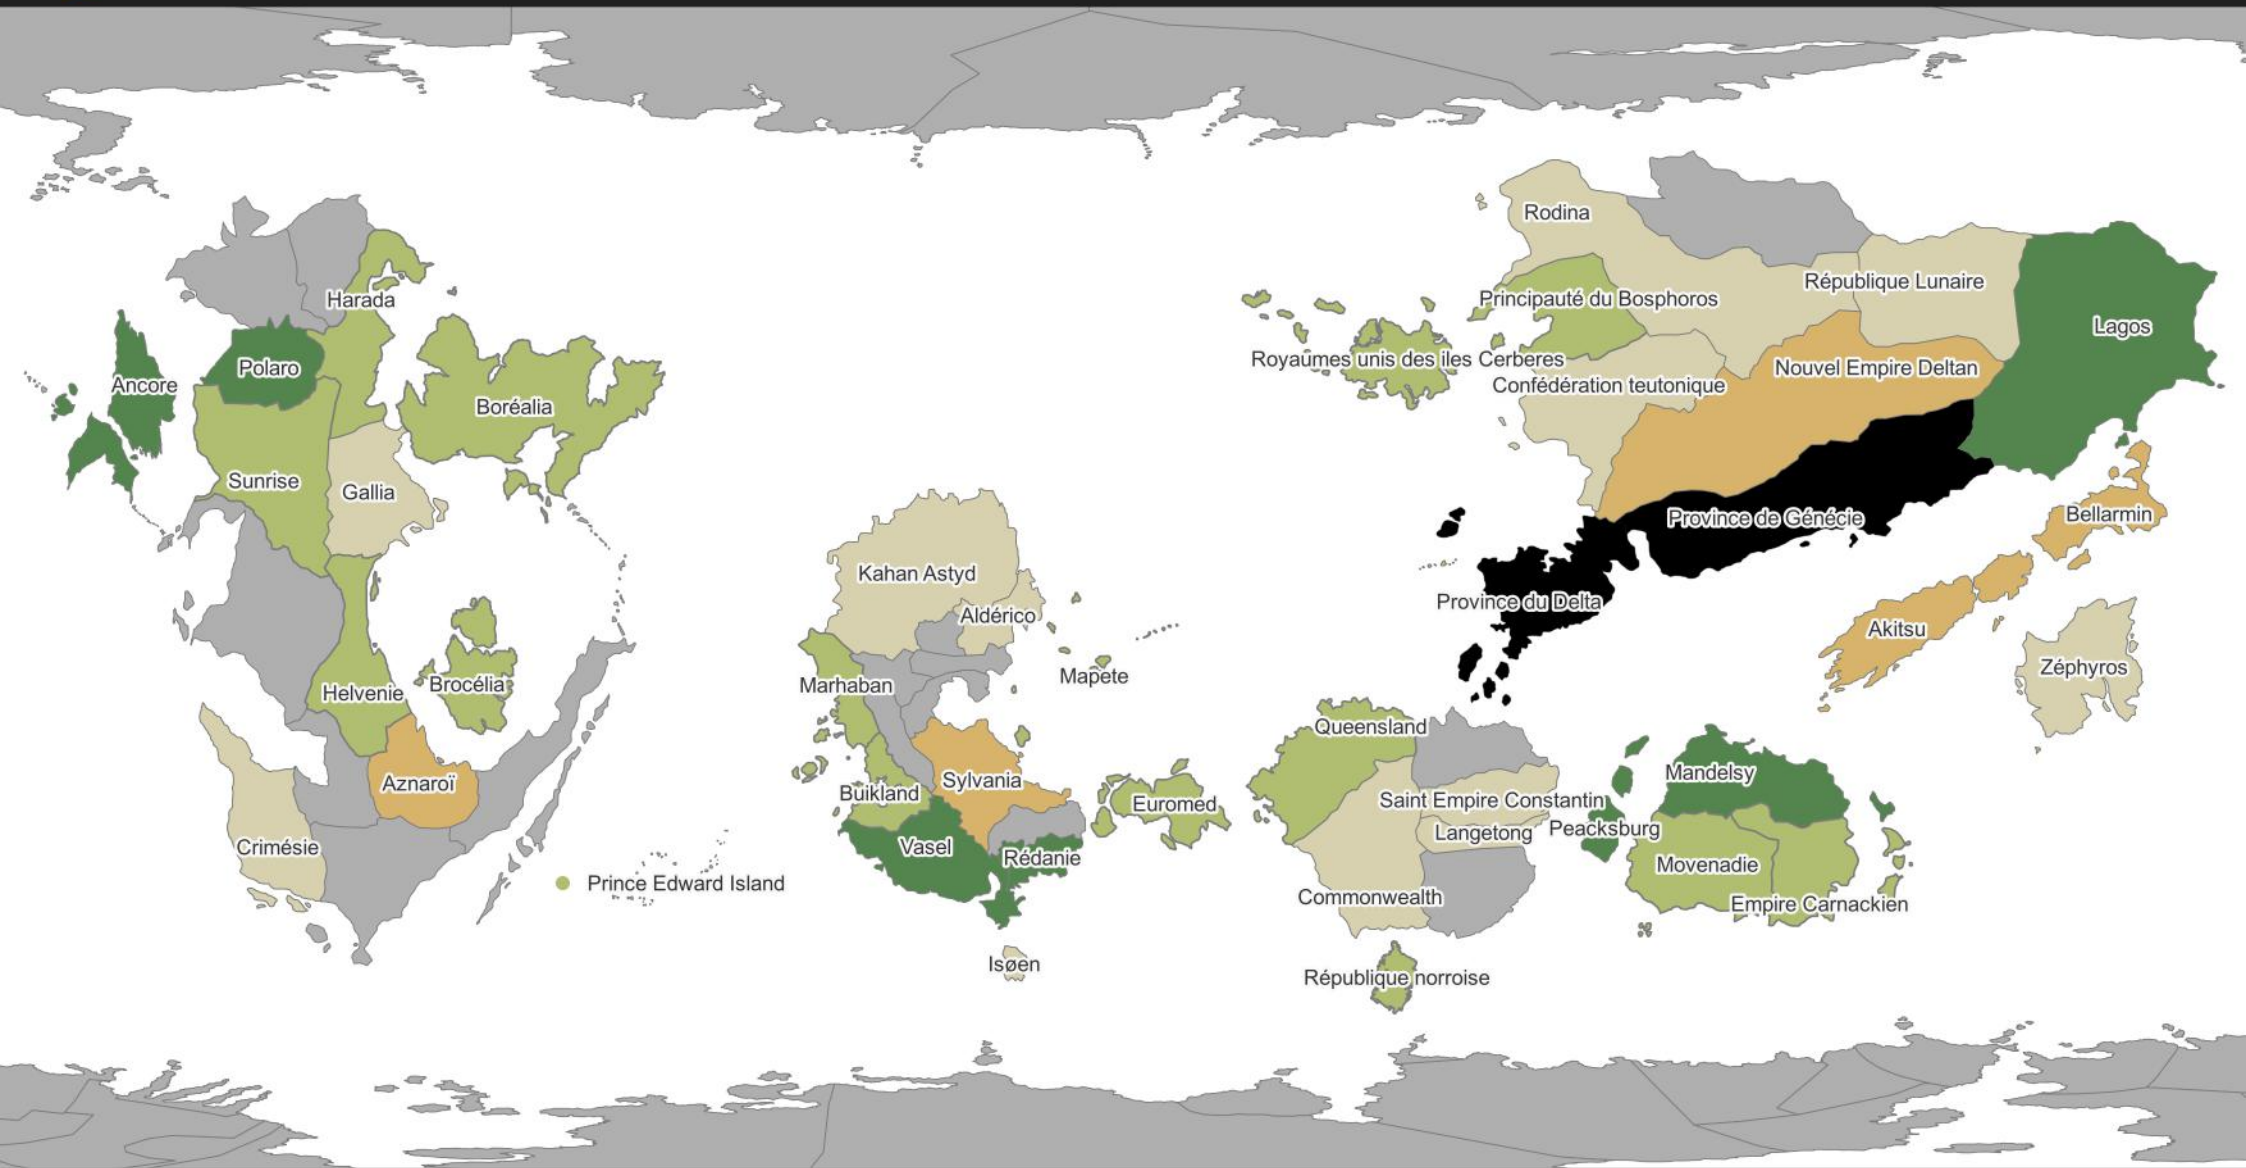 Rodina
République Lunaire
Principauté du Bosphoros
Harada
Lagos
Royaumes unis des iles Cerberes
Polaro
Nouvel Empire Deltan
Ancore
Confédération teutonique
Boréalia
Sunrise
Gallia
Bellarmin
Province de Génécie
Kahan Astyd
Province du Delta
Aldérico
Akitsu
Zéphyros
Mapete
Brocélia
Marhaban
Helvenie
Queensland
Mandelsy
Sylvania
Aznaroï
Buikland
Saint Empire Constantin
Euromed
Peacksburg
Langetong
Vasel
Crimésie
Rédanie
Movenadie
Prince Edward Island
Commonwealth
Empire Carnackien
Isøen
République norroise